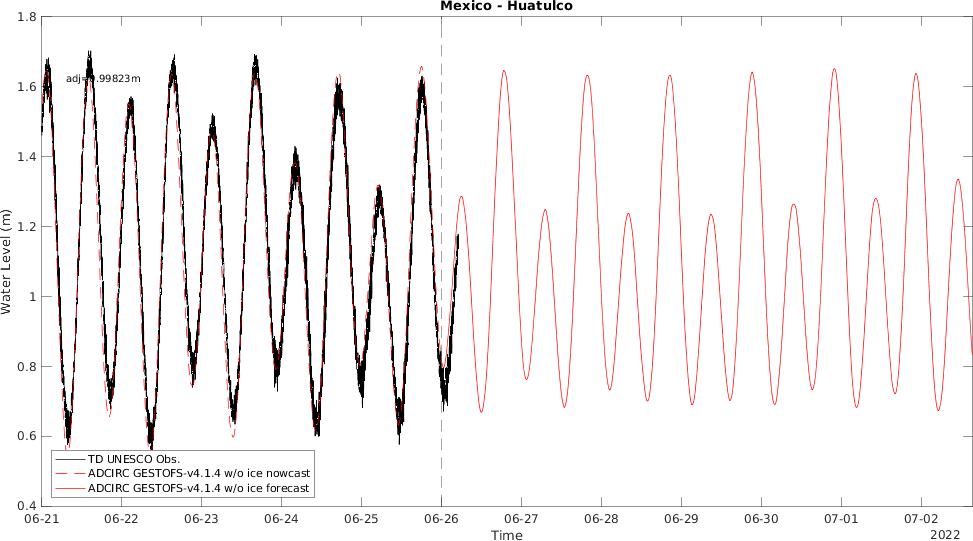 Mexico - Huatulco
1.8
1.6
1.4
1.2
1
0.8
0.6
0.4
Water Level (m)
adj=0.99823m
TD UNESCO Obs.
ADCIRC GESTOFS-v4.1.4 w/o ice nowcast
ADCIRC GESTOFS-v4.1.4 w/o ice forecast
06-21 06-22 06-23 06-24 06-25 06-26 06-27 06-28 06-29 06-30 07-01 07-02
Time
2022